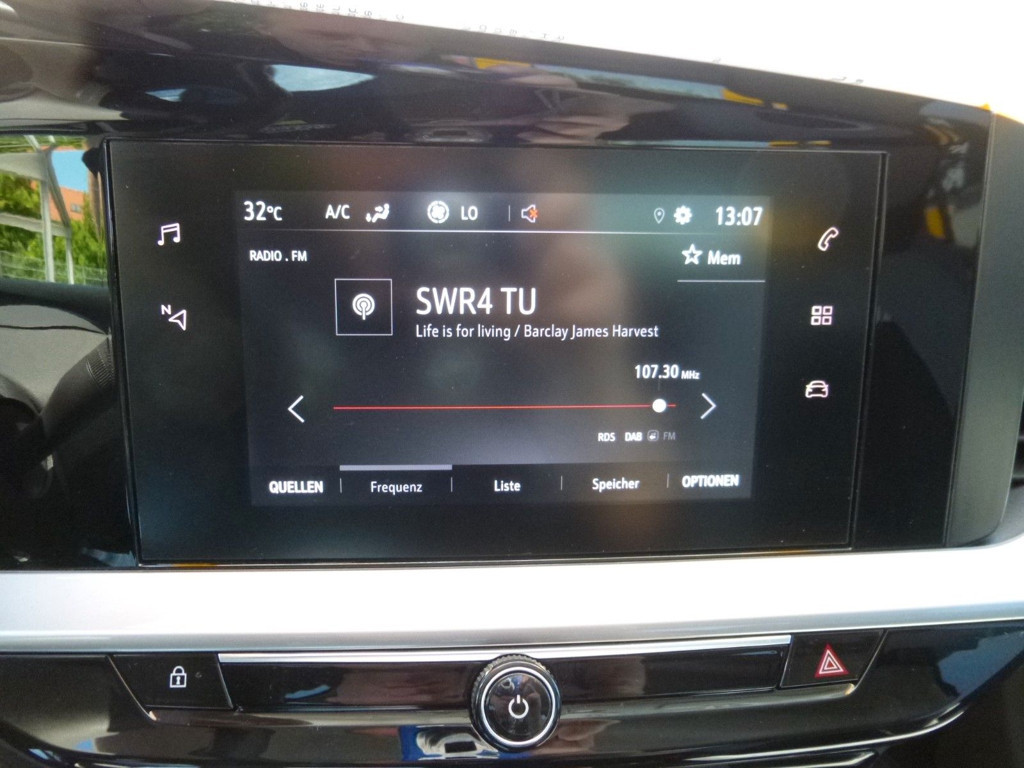 32°C A/C LO 13:07
RADIO . FM
Mem
SWR4 TU
Life is for living / Barclay James Harvest
107.30 MHz
RDS DAB FM
QUELLEN Frequenz Liste Speicher OPTIONEN
N